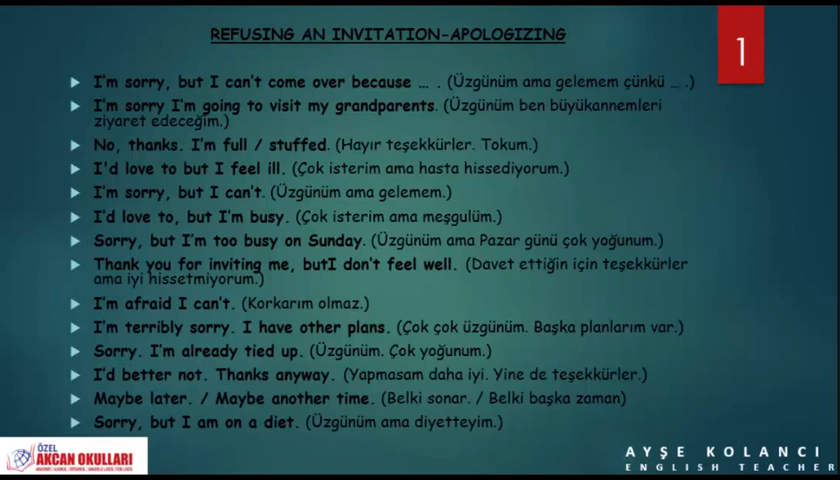 REFUSING AN INVITATION-APOLOGIZING
1
I'm sorry, but I can't come over because … . (Üzgünüm ama gelemem çünkü … .)
I'm sorry I'm going to visit my grandparents. (Üzgünüm ben büyükannemleri
ziyaret edeceğim.)
No, thanks. I'm full / stuffed. (Hayır teşekkürler. Tokum.)
I'd love to but I feel ill. (Çok isterim ama hasta hissediyorum.)
I'm sorry, but I can't. (Üzgünüm ama gelemem.)
I'd love to, but I'm busy. (Çok isterim ama meşgulüm.)
Sorry, but I'm too busy on Sunday. (Üzgünüm ama Pazar günü çok yoğunum.)
Thank you for inviting me, butI don't feel well. (Davet ettiğin için teşekkürler
ama iyi hissetmiyorum.)
I'm afraid I can't. (Korkarım olmaz.)
I'm terribly sorry. I have other plans. (Çok çok üzgünüm. Başka planlarım var.)
Sorry. I'm already tied up. (Üzgünüm. Çok yoğunum.)
I'd better not. Thanks anyway. (Yapmasam daha iyi. Yine de teşekkürler.)
Maybe later. / Maybe another time. (Belki sonar. / Belki başka zaman)
Sorry, but I am on a diet. (Üzgünüm ama diyetteyim.)
ÖZEL
AKCAN OKULLARI
AYŞE KOLANCI
ENGLISH TEACHER